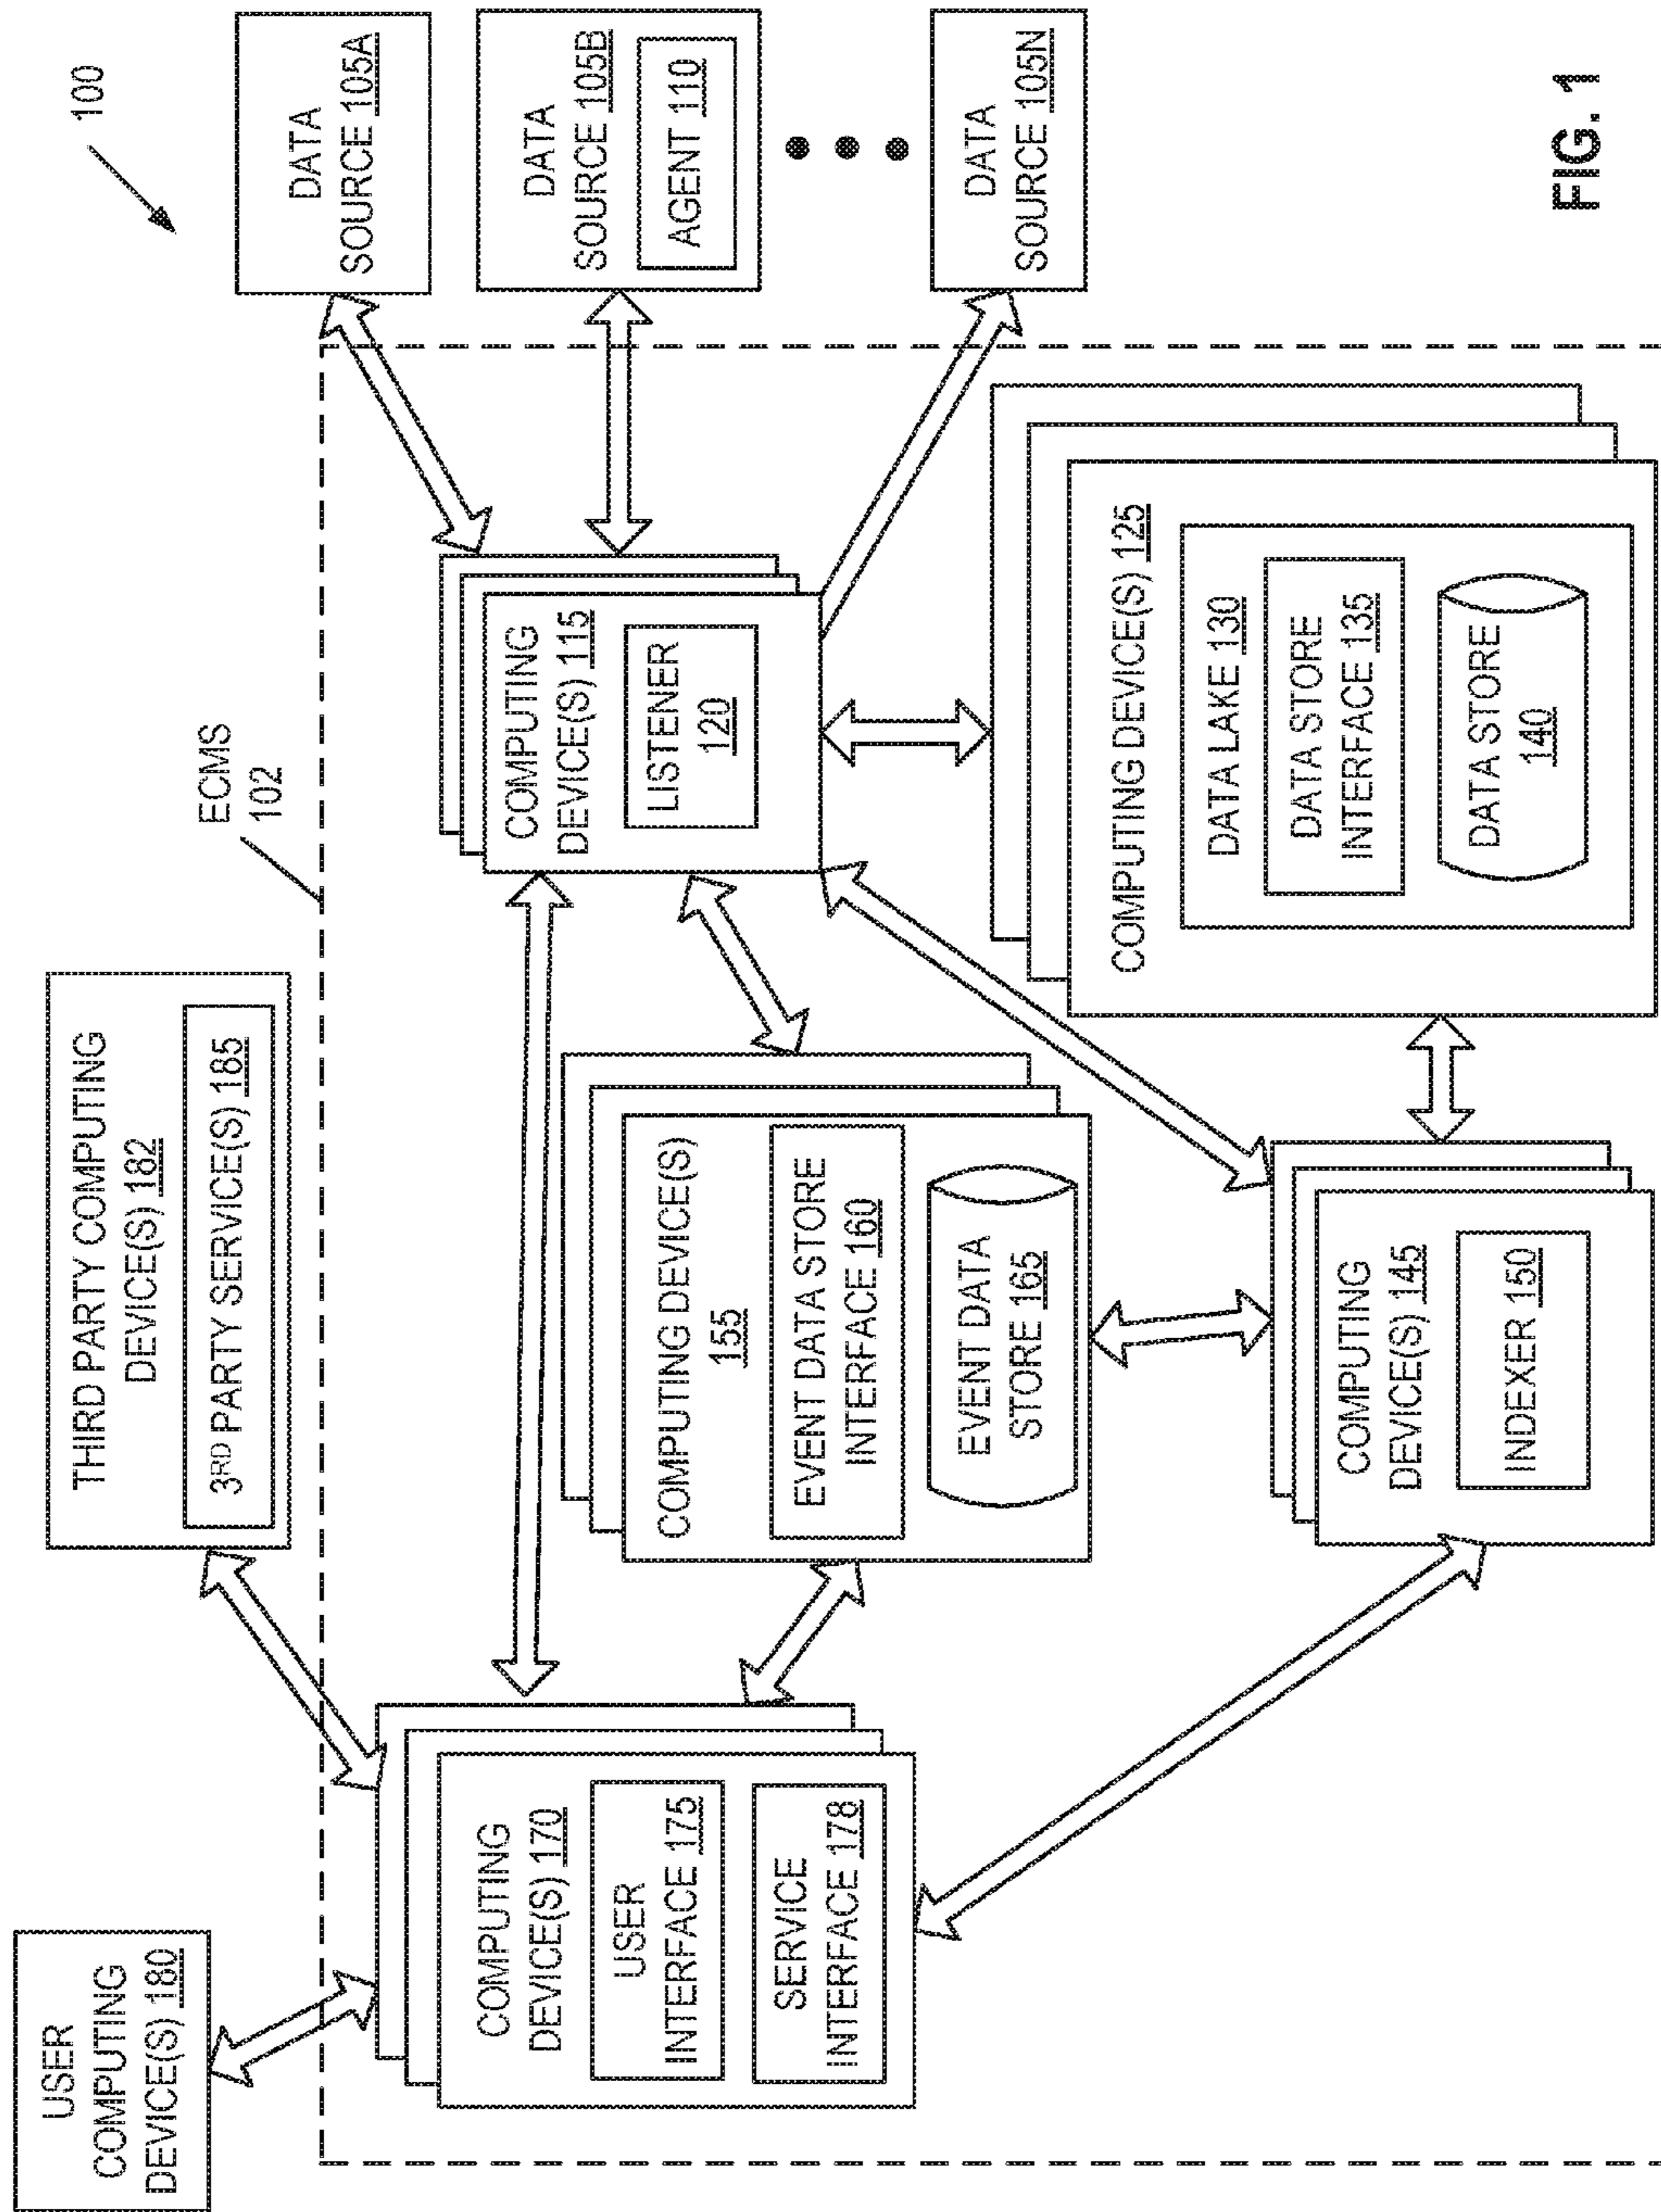 100
DATA
SOURCE 105A
DATA
SOURCE 105B
AGENT 110
DATA
SOURCE 105N
ECMS
102
COMPUTING
DEVICE(S) 115
LISTENER
120
COMPUTING DEVICE(S) 125
DATA LAKE 130
DATA STORE
INTERFACE 135
DATA STORE
140
THIRD PARTY COMPUTING
DEVICE(S) 182
3RD PARTY SERVICE(S) 185
COMPUTING DEVICE(S)
155
EVENT DATA STORE
INTERFACE 160
EVENT DATA
STORE 165
COMPUTING
DEVICE(S) 145
INDEXER 150
USER
COMPUTING
DEVICE(S) 180
COMPUTING
DEVICE(S) 170
USER
INTERFACE 175
SERVICE
INTERFACE 178
FIG. 1